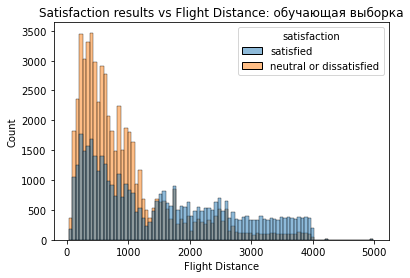 Satisfaction results vs Flight Distance: обучающая выборка
satisfaction
satisfied
neutral or dissatisfied
3500
3000
2500
2000
1500
1000
500
0
Count
0 1000 2000 3000 4000 5000
Flight Distance